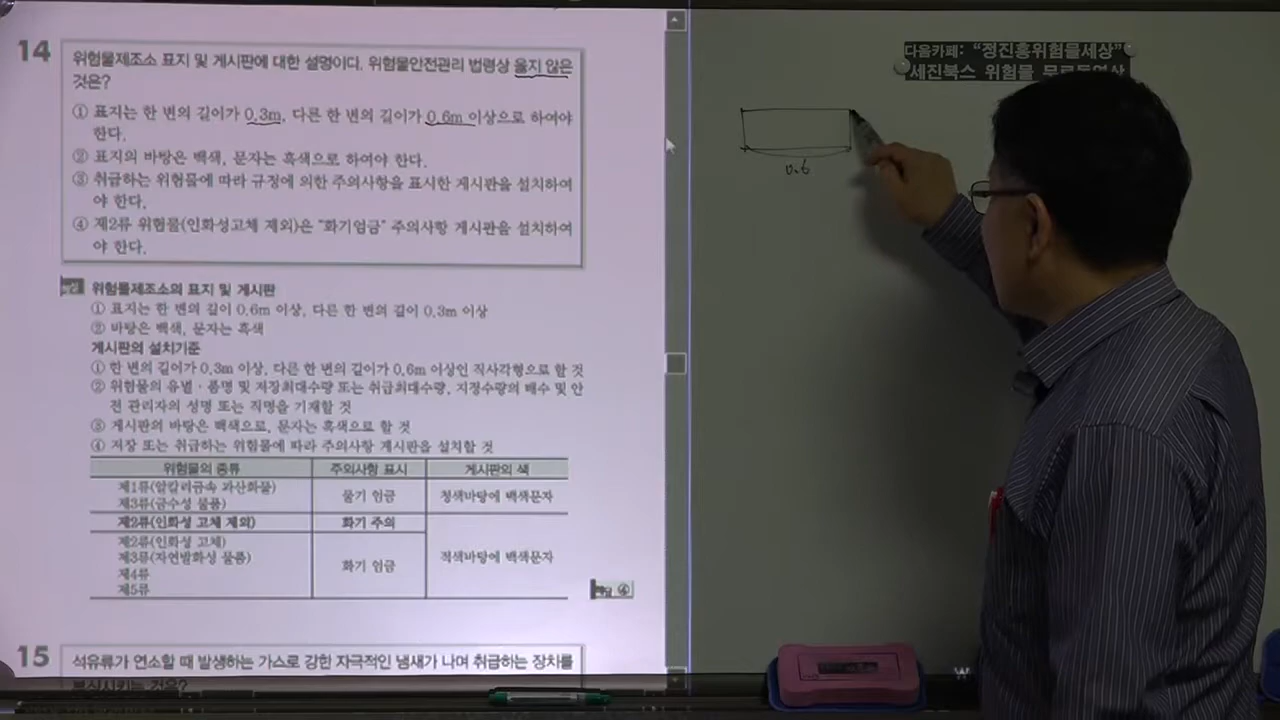 14
위험물제조소 표지 및 게시판에 대한 설명이다. 위험물안전관리 법령상 옳지 않은
것은?
① 표지는 한 변의 길이가 0.3m, 다른 한 변의 길이가 0.6m 이상으로 하여야
한다.
② 표지의 바탕은 백색, 문자는 흑색으로 하여야 한다.
③ 취급하는 위험물에 따라 규정에 의한 주의사항을 표시한 게시판을 설치하여
야 한다.
④ 제2류 위험물(인화성고체 제외)은 "화기엄금" 주의사항 게시판을 설치하여
야 한다.
위험물제조소의 표지 및 게시판
① 표지는 한 변의 길이 0.6m 이상, 다른 한 변의 길이 0.3m 이상
② 바탕은 백색, 문자는 흑색
게시판의 설치기준
① 한 변의 길이가 0.3m 이상, 다른 한 변의 길이가 0.6m 이상인 직사각형으로 할 것
② 위험물의 유별·품명 및 저장최대수량 또는 취급최대수량, 지정수량의 배수 및 안
전 관리자의 성명 또는 직명을 기재할 것
③ 게시판의 바탕은 백색으로, 문자는 흑색으로 할 것
④ 저장 또는 취급하는 위험물에 따라 주의사항 게시판을 설치할 것
위험물의 종류 주의사항 표시 게시판의 색
제1류(알칼리금속 과산화물)
제3류(금수성 물품) 물기 엄금 청색바탕에 백색문자
제2류(인화성 고체 제외) 화기 주의
제2류(인화성 고체)
제3류(자연발화성 물품)
제4류
제5류
화기 엄금 적색바탕에 백색문자
④
15
석유류가 연소할 때 발생하는 가스로 강한 자극적인 냄새가 나며 취급하는 장치를
부식시키는 것은?
다음카페: "정진홍위험물세상"
세진북스 위험물 무료동영상
0.6